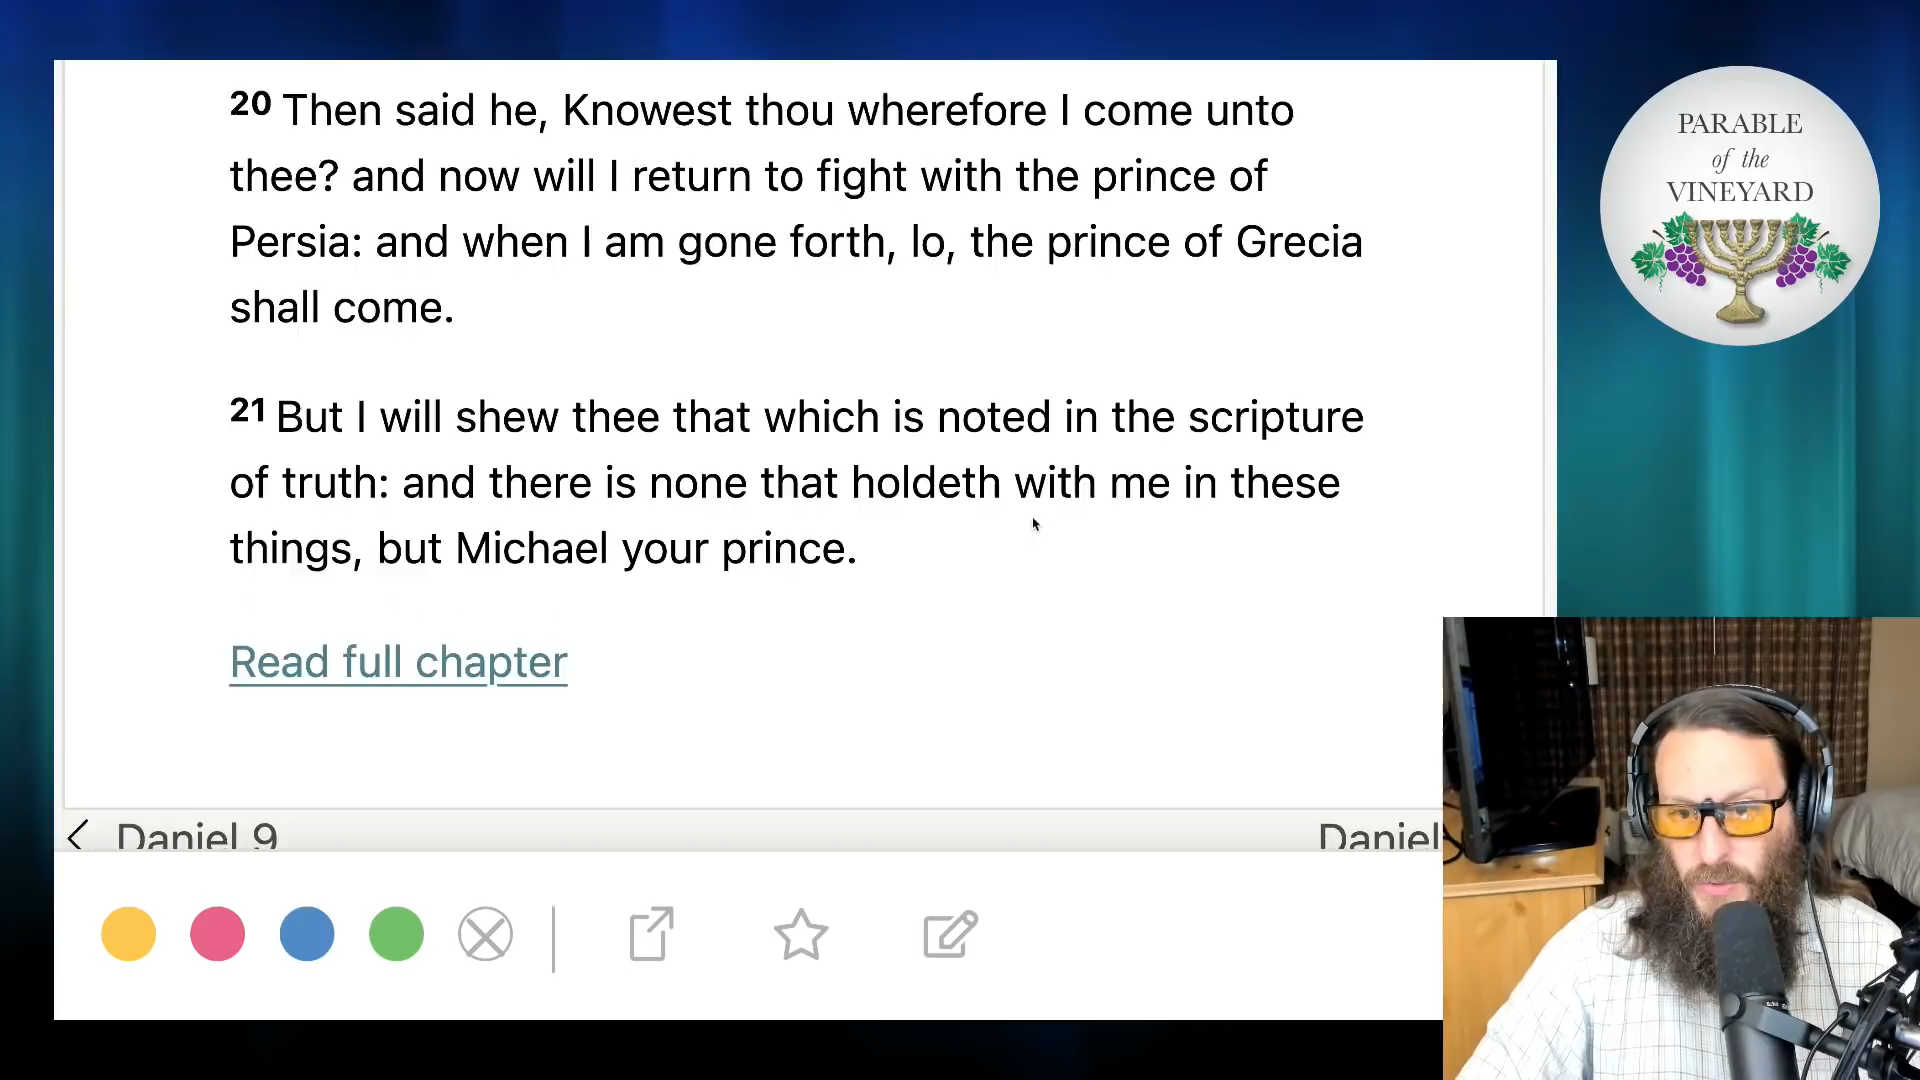 20 Then said he, Knowest thou wherefore I come unto
thee? and now will I return to fight with the prince of
Persia: and when I am gone forth, lo, the prince of Grecia
shall come.
21 But I will shew thee that which is noted in the scripture
of truth: and there is none that holdeth with me in these
things, but Michael your prince.
Read full chapter
Daniel 9
Daniel
PARABLE
of the
VINEYARD